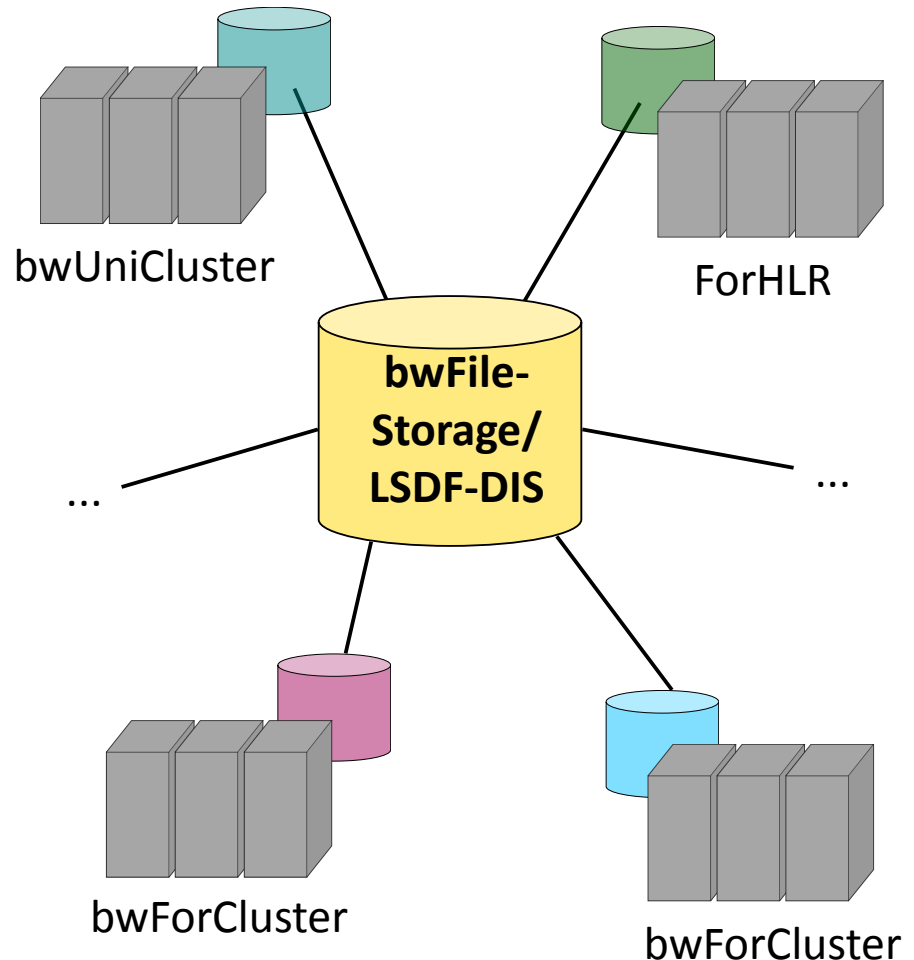 bwUniCluster
ForHLR
bwFile-
Storage/
LSDF-DIS
...
...
bwForCluster
bwForCluster